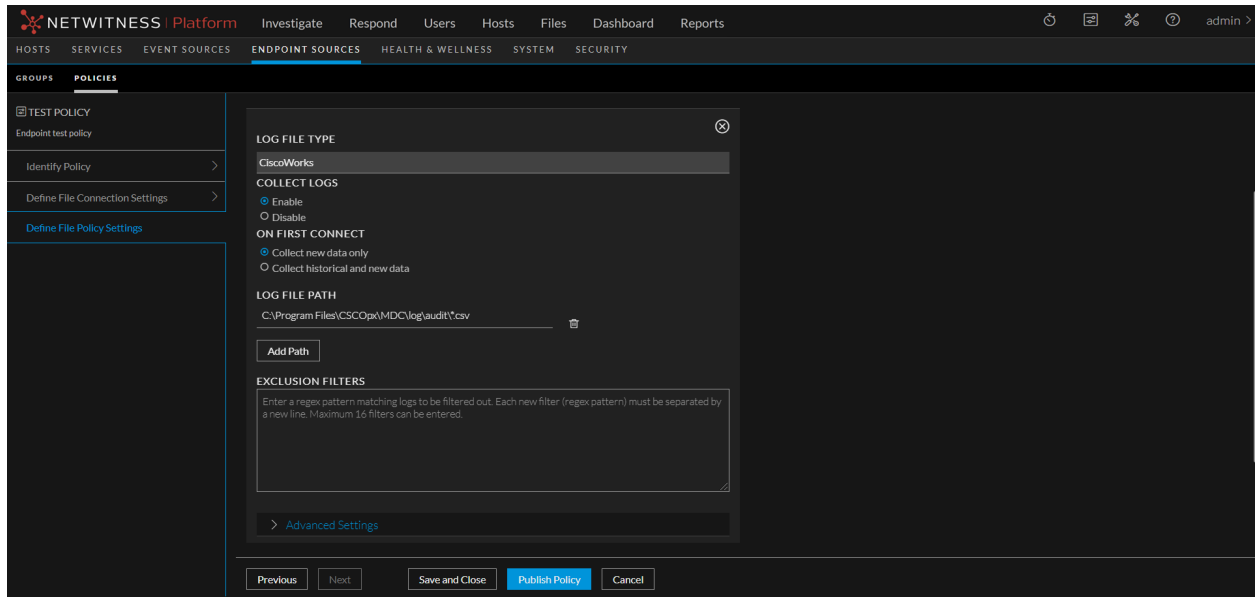 NETWITNESS | Platform Investigate Respond Users Hosts Files Dashboard Reports admin >
HOSTS SERVICES EVENT SOURCES ENDPOINT SOURCES HEALTH & WELLNESS SYSTEM SECURITY
GROUPS POLICIES
TEST POLICY
Endpoint test policy
Identify Policy
Define File Connection Settings
Define File Policy Settings
LOG FILE TYPE
CiscoWorks
COLLECT LOGS
Enable
Disable
ON FIRST CONNECT
Collect new data only
Collect historical and new data
LOG FILE PATH
C:\Program Files\CSCOpx\MDC\log\audit\*.csv
Add Path
EXCLUSION FILTERS
Enter a regex pattern matching logs to be filtered out. Each new filter (regex pattern) must be separated by
a new line. Maximum 16 filters can be entered.
Advanced Settings
Previous Next Save and Close Publish Policy Cancel